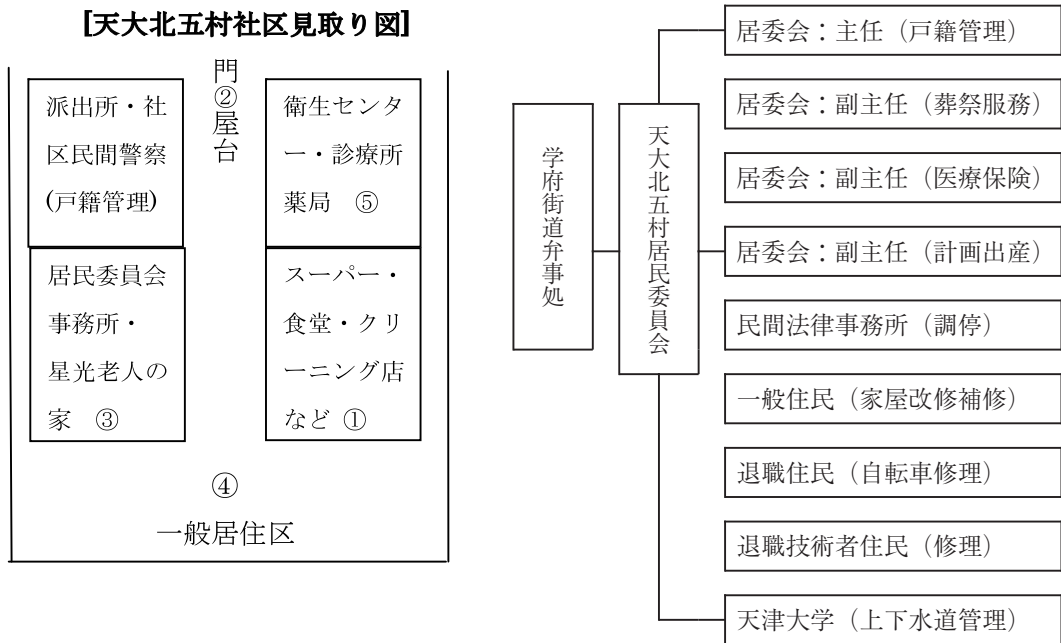 [天大北五村社区見取り図]
門②屋台
派出所・社
区民間警察
(戸籍管理)
衛生センタ
ー・診療所
薬局 ⑤
居民委員会
事務所・
星光老人の
家 ③
スーパー・
食堂・クリ
ーニング店
など ①
④
一般居住区
学府街道弁事処
天大北五村居民委員会
居委会：主任（戸籍管理）
居委会：副主任（葬祭服務）
居委会：副主任（医療保険）
居委会：副主任（計画出産）
民間法律事務所（調停）
一般住民（家屋改修補修）
退職住民（自転車修理）
退職技術者住民（修理）
天津大学（上下水道管理）